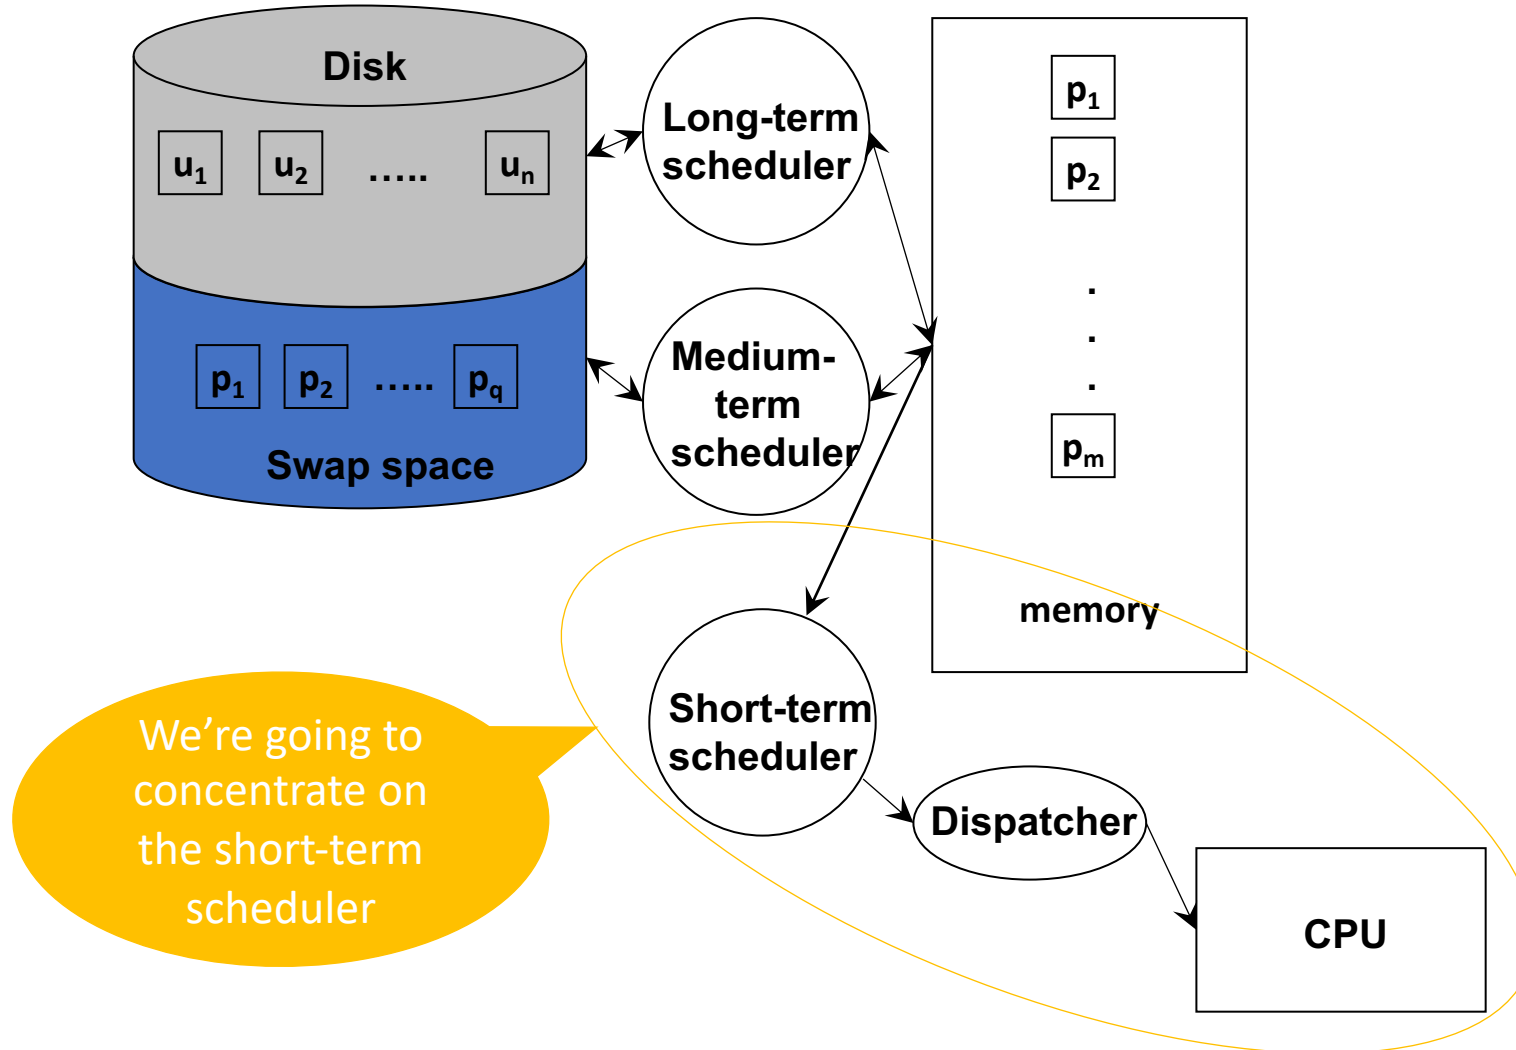 Disk
u1 u2 ..... un
p1 p2 ..... pq
Swap space
Long-term
scheduler
Medium-
term
scheduler
p1
p2
.
.
.
pm
memory
Short-term
scheduler
Dispatcher
CPU
We’re going to
concentrate on
the short-term
scheduler